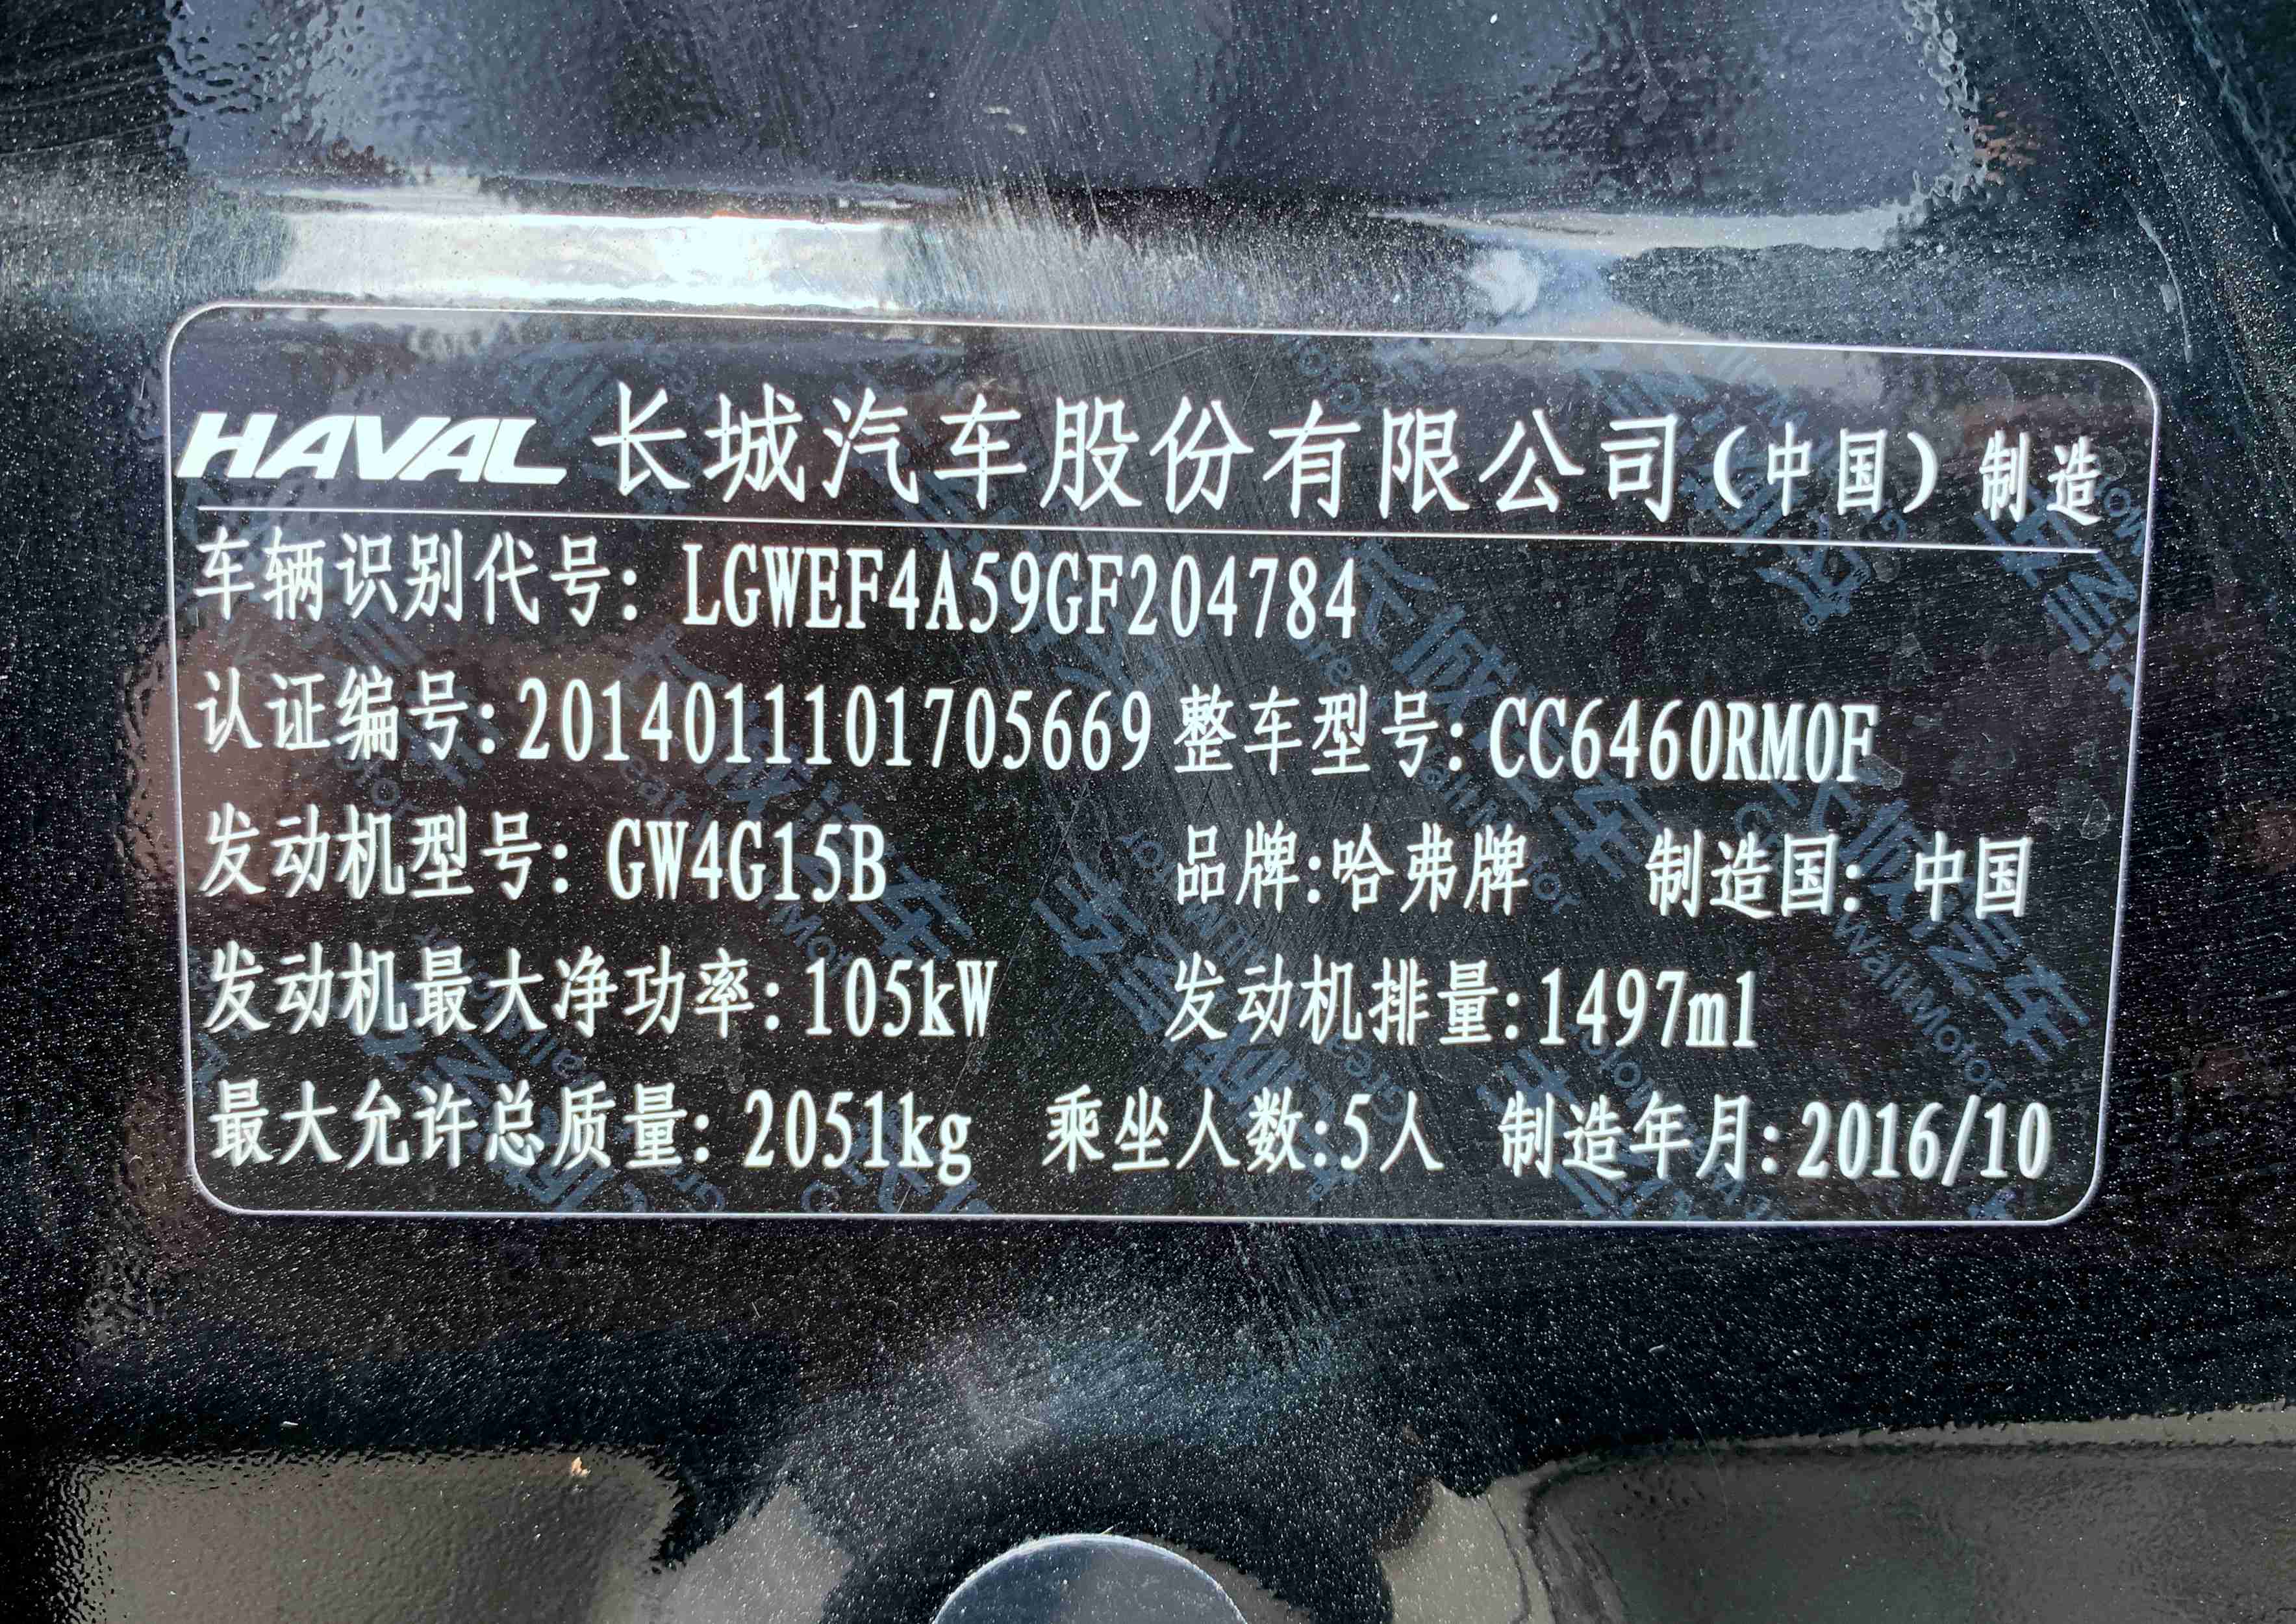 HAVAL 长城汽车股份有限公司(中国)制造
车辆识别代号: LGWEF4A59GF204784
认证编号:2014011101705669 整车型号:CC6460RM0F
发动机型号: GW4G15B 品牌:哈弗牌 制造国: 中国
发动机最大净功率:105kW 发动机排量:1497ml
最大允许总质量: 2051kg 乘坐人数:5人 制造年月:2016/10